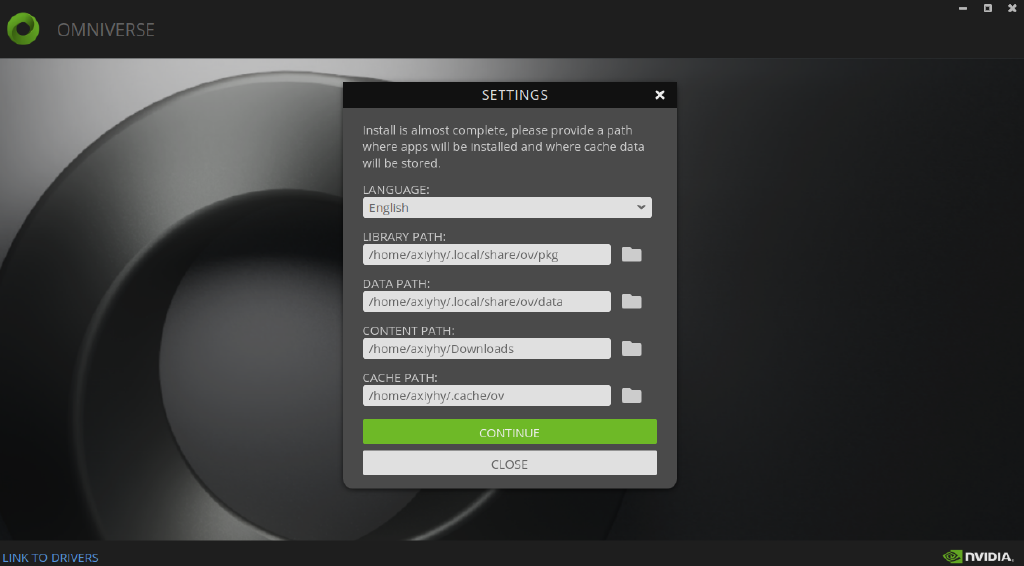 OMNIVERSE
SETTINGS
Install is almost complete, please provide a path
where apps will be installed and where cache data
will be stored.
LANGUAGE:
English
LIBRARY PATH:
/home/axlyhy/.local/share/ov/pkg
DATA PATH:
/home/axlyhy/.local/share/ov/data
CONTENT PATH:
/home/axlyhy/Downloads
CACHE PATH:
/home/axlyhy/.cache/ov
CONTINUE
CLOSE
LINK TO DRIVERS
NVIDIA.